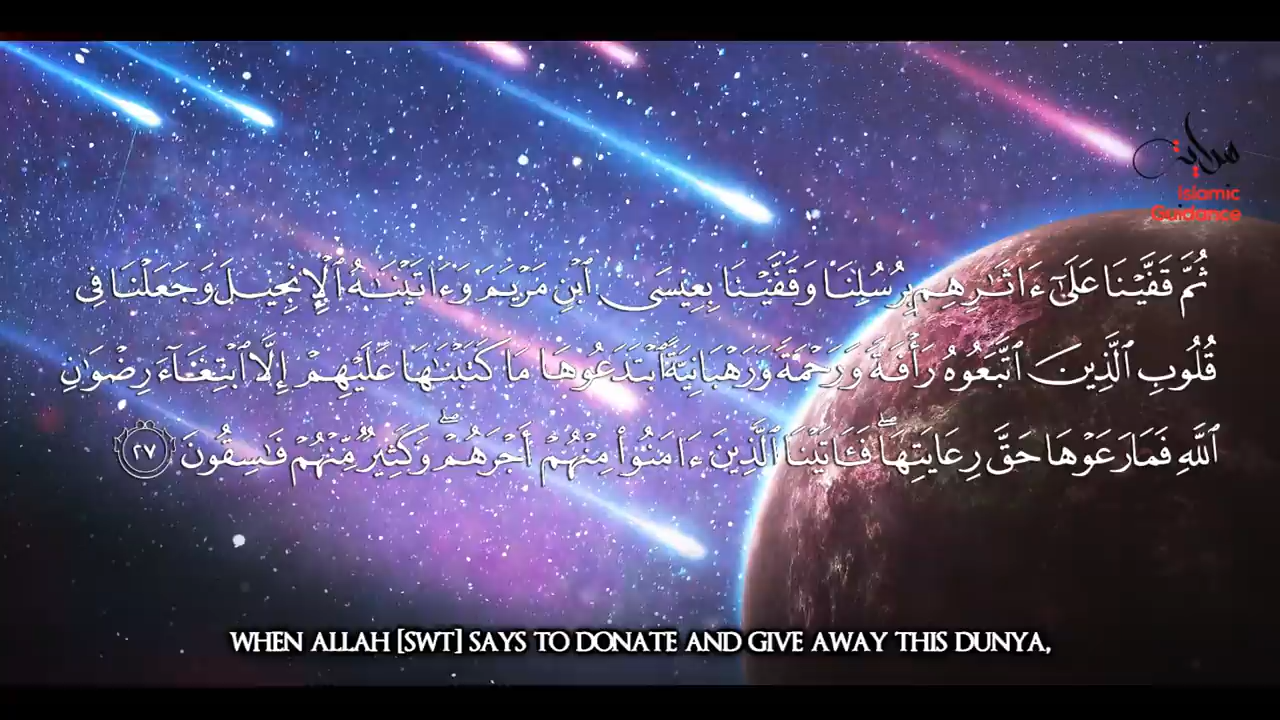 هداية
Islamic
Guidance
ثُمَّ قَفَّيْنَا عَلَىٰٓ ءَاثَٰرِهِم بِرُسُلِنَا وَقَفَّيْنَا بِعِيسَى ٱبْنِ مَرْيَمَ وَءَاتَيْنَٰهُ ٱلْإِنجِيلَ وَجَعَلْنَا فِى
قُلُوبِ ٱلَّذِينَ ٱتَّبَعُوهُ رَأْفَةً وَرَحْمَةً وَرَهْبَانِيَّةً ٱبْتَدَعُوهَا مَا كَتَبْنَٰهَا عَلَيْهِمْ إِلَّا ٱبْتِغَآءَ رِضْوَٰنِ
ٱللَّهِ فَمَا رَعَوْهَا حَقَّ رِعَايَتِهَا ۖ فَـَٔاتَيْنَا ٱلَّذِينَ ءَامَنُوا۟ مِنْهُمْ أَجْرَهُمْ ۖ وَكَثِيرٌ مِّنْهُمْ فَٰسِقُونَ ٢٧
WHEN ALLAH [SWT] SAYS TO DONATE AND GIVE AWAY THIS DUNYA,